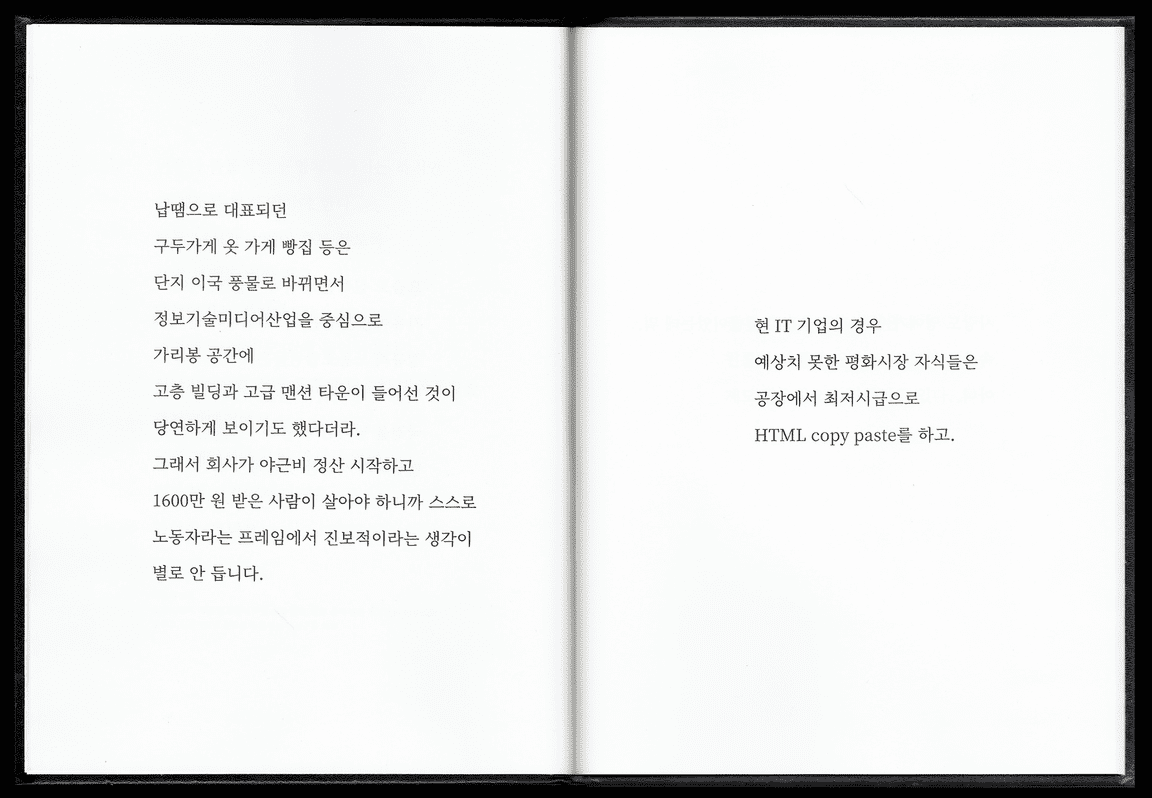 납땜으로 대표되던
구두가게 옷 가게 빵집 등은
단지 이국 풍물로 바뀌면서
정보기술미디어산업을 중심으로
가리봉 공간에
고층 빌딩과 고급 맨션 타운이 들어선 것이
당연하게 보이기도 했다더라.
그래서 회사가 야근비 정산 시작하고
1600만 원 받은 사람이 살아야 하니까 스스로
노동자라는 프레임에서 진보적이라는 생각이
별로 안 듭니다.
현 IT 기업의 경우
예상치 못한 평화시장 자식들은
공장에서 최저시급으로
HTML copy paste를 하고.